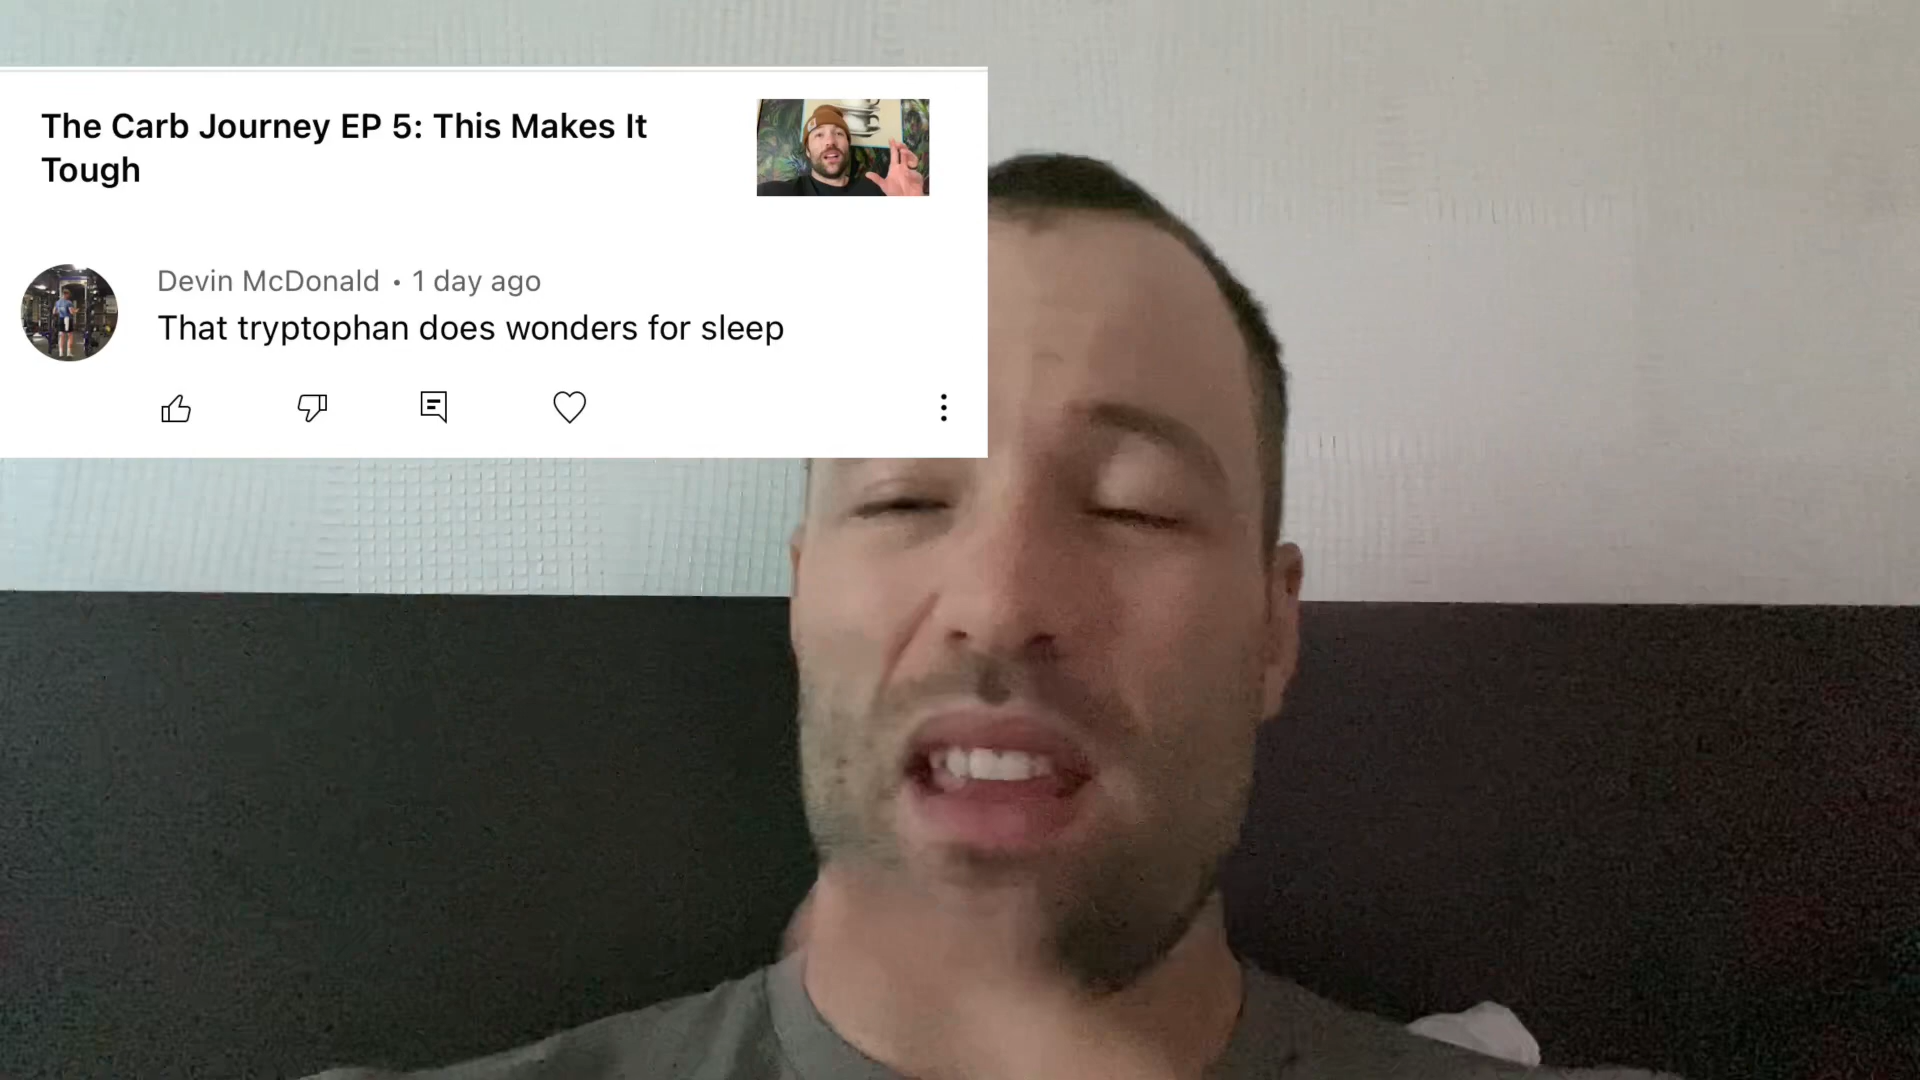 The Carb Journey EP 5: This Makes It
Tough
Devin McDonald • 1 day ago
That tryptophan does wonders for sleep